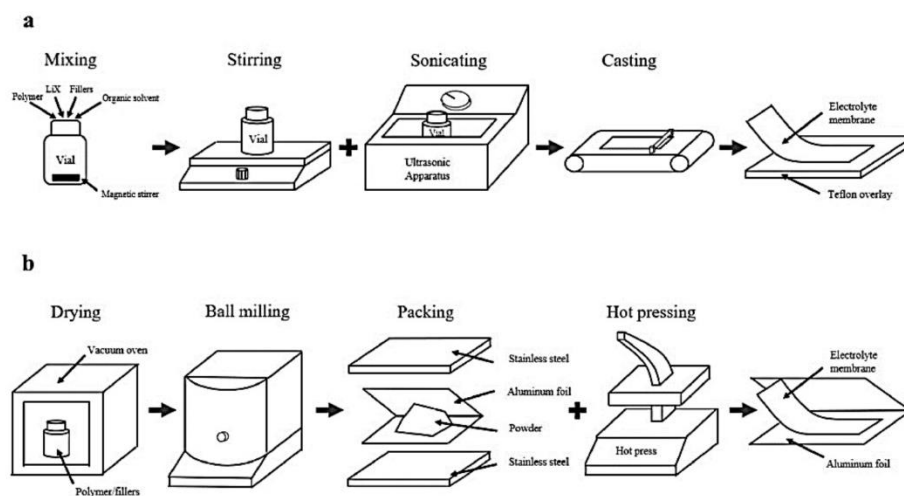 a
Mixing
Stirring
Sonicating
Casting
LiX
Fillers
Polymer
Organic solvent
Vial
Magnetic stirrer
Vial
Vial
Ultrasonic
Apparatus
Electrolyte
membrane
Teflon overlay
b
Drying
Ball milling
Packing
Hot pressing
Vacuum oven
Polymer/fillers
Stainless steel
Aluminum foil
Powder
Stainless steel
Hot press
Electrolyte
membrane
Aluminum foil